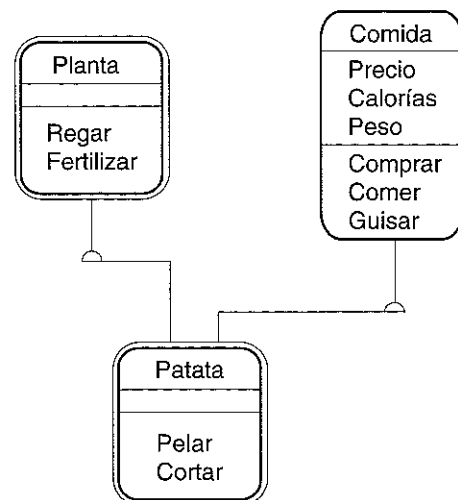 Planta
Regar
Fertilizar
Comida
Precio
Calorías
Peso
Comprar
Comer
Guisar
Patata
Pelar
Cortar